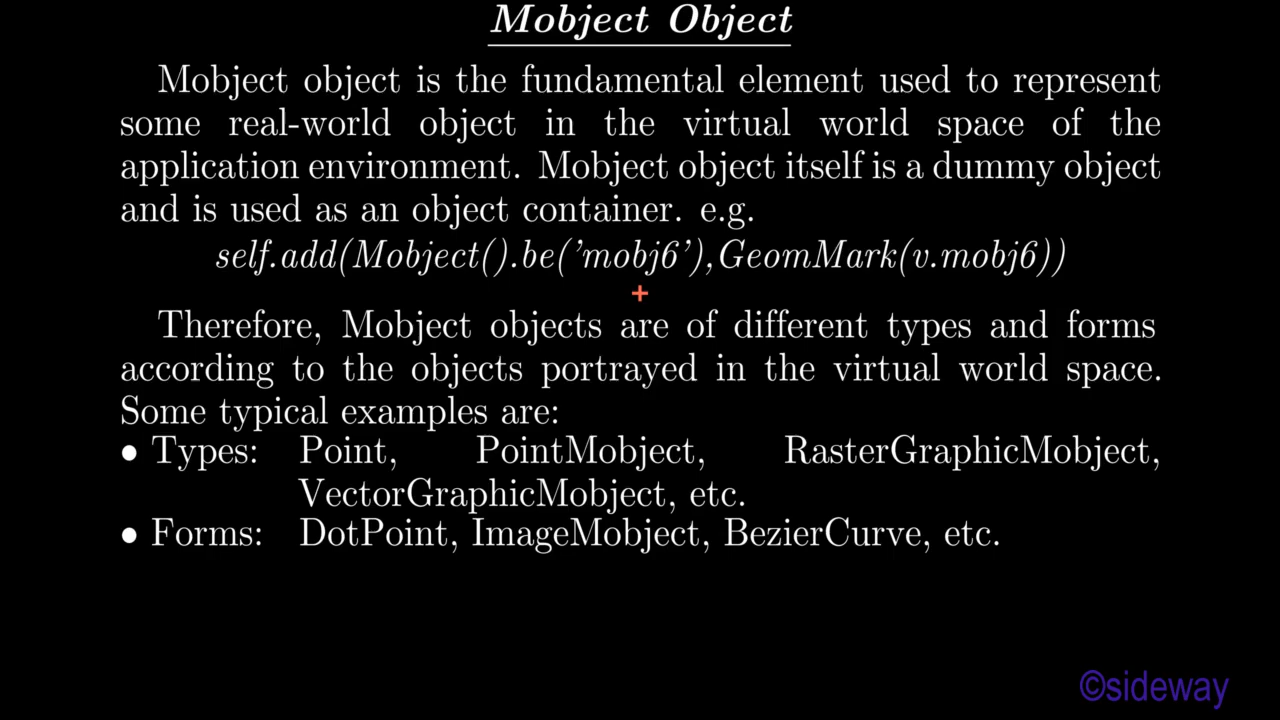 Mobject Object
Mobject object is the fundamental element used to represent
some real-world object in the virtual world space of the
application environment. Mobject object itself is a dummy object
and is used as an object container. e.g.
self.add(Mobject().be('mobj6'),GeomMark(v.mobj6))
+
Therefore, Mobject objects are of different types and forms
according to the objects portrayed in the virtual world space.
Some typical examples are:
• Types: Point, PointMobject, RasterGraphicMobject,
VectorGraphicMobject, etc.
• Forms: DotPoint, ImageMobject, BezierCurve, etc.
©sideway